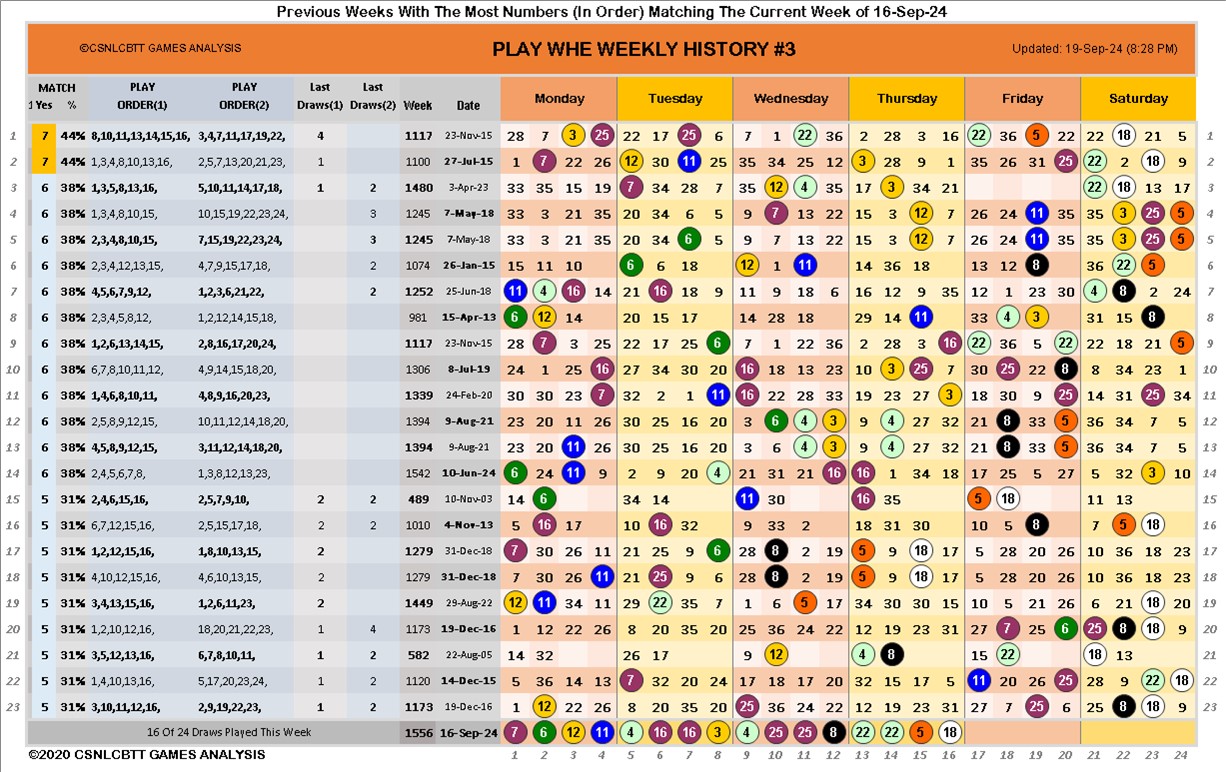 Previous Weeks With The Most Numbers (In Order) Matching The Current Week of 16-Sep-24
©CSNLCBTT GAMES ANALYSIS PLAY WHE WEEKLY HISTORY #3 Updated: 19-Sep-24 (8:28 PM)
MATCH PLAY PLAY Last Last
1 Yes % ORDER(1) ORDER(2) Draws(1) Draws(2) Week Date Monday Tuesday Wednesday Thursday Friday Saturday
1 7 44% 8,10,11,13,14,15,16, 3,4,7,11,17,19,22, 4 1117 23-Nov-15 28 7 3 25 22 17 25 6 7 1 22 36 2 28 3 16 22 36 5 22 22 18 21 5 1
2 7 44% 1,3,4,8,10,13,16, 2,5,7,13,20,21,23, 1 1100 27-Jul-15 1 7 22 26 12 30 11 25 35 34 25 12 3 28 9 1 35 26 31 25 22 2 18 9 2
3 6 38% 1,3,5,8,13,16, 5,10,11,14,17,18, 1 2 1480 3-Apr-23 33 35 15 19 7 34 28 7 30 12 4 35 17 3 34 21 22 18 13 17 3
4 6 38% 1,3,4,8,10,15, 10,15,19,22,23,24, 3 1245 7-May-18 33 3 21 35 20 34 6 5 9 7 13 22 15 3 12 4 26 24 11 35 35 3 25 5 4
5 6 38% 2,3,4,8,10,15, 7,15,19,22,23,24, 3 1245 7-May-18 33 3 21 35 20 34 6 5 9 7 13 22 15 3 12 7 26 24 11 35 35 3 25 5 5
6 6 38% 2,3,4,12,13,15, 4,7,9,15,17,18, 2 1074 26-Jan-15 15 11 10 6 6 18 12 1 11 14 36 18 13 12 8 36 22 5 6
7 6 38% 4,5,6,7,9,12, 1,2,3,6,21,22, 2 1252 25-Jun-18 11 4 16 14 21 16 18 9 11 9 18 6 16 12 9 35 12 1 23 30 4 8 2 24 7
8 6 38% 2,3,4,5,8,12, 1,2,12,14,15,18, 981 15-Apr-13 6 12 14 20 15 17 14 28 18 29 14 11 33 4 3 31 15 8 8
9 6 38% 1,2,6,13,14,15, 2,8,16,17,20,24, 1117 23-Nov-15 28 7 3 25 22 17 25 6 7 1 22 36 2 28 3 16 22 36 5 22 22 18 21 5 9
10 6 38% 6,7,8,10,11,12, 4,9,14,15,18,20, 1306 8-Jul-19 24 1 25 16 27 34 30 20 16 18 13 23 10 3 25 7 30 25 22 8 8 34 23 1 10
11 6 38% 1,4,6,8,10,11, 4,8,9,16,20,23, 1339 24-Feb-20 30 30 23 7 32 2 1 11 16 22 28 33 19 23 27 3 18 30 9 25 14 11 25 34 11
12 6 38% 2,5,8,9,12,15, 10,11,12,14,18,20, 1394 9-Aug-21 23 20 11 26 30 25 16 20 3 6 4 3 9 4 27 32 21 8 33 5 36 34 7 5 12
13 6 38% 4,5,8,9,12,15, 3,11,12,14,18,20, 1394 9-Aug-21 23 20 11 26 30 25 16 20 3 6 4 3 9 4 27 32 21 8 33 5 36 34 7 5 13
14 6 38% 2,4,5,6,7,8, 1,3,8,12,13,23, 1542 10-Jun-24 6 24 11 9 2 9 20 4 21 31 22 16 16 1 34 18 17 25 5 27 5 32 3 10 14
15 5 31% 2,4,6,15,16, 2,5,7,9,10, 2 2 489 10-Nov-03 14 6 34 14 11 30 16 35 5 18 11 13 15
16 5 31% 6,7,12,15,16, 2,5,15,17,18, 2 2 1010 4-Nov-13 5 16 17 10 16 32 9 33 2 18 31 30 10 5 8 7 5 18 16
17 5 31% 1,2,12,15,16, 1,8,10,13,15, 2 1279 31-Dec-18 7 30 26 11 21 25 9 6 28 8 2 19 5 9 18 17 5 28 20 26 10 36 18 23 17
18 5 31% 4,10,12,15,16, 4,6,10,13,15, 2 1279 31-Dec-18 7 30 26 11 21 25 9 6 28 8 2 19 5 9 18 17 5 28 20 26 10 36 18 23 18
19 5 31% 3,4,13,15,16, 1,2,6,11,23, 2 1449 29-Aug-22 12 11 34 11 29 22 35 7 1 6 5 17 34 30 30 15 10 5 21 26 6 21 18 20 19
20 5 31% 1,2,10,12,16, 18,20,21,22,23, 1 4 1173 19-Dec-16 1 12 22 26 8 20 35 20 25 36 24 22 12 19 23 31 27 7 25 6 25 8 18 9 20
21 5 31% 3,5,12,13,16, 6,7,8,10,11, 1 2 582 22-Aug-05 14 32 26 17 9 12 4 8 15 22 18 13 21
22 5 31% 1,4,10,13,16, 5,17,20,23,24, 1 2 1120 14-Dec-15 5 36 14 13 7 32 20 24 17 18 17 20 32 15 17 5 11 20 26 25 28 9 22 18 22
23 5 31% 3,10,11,12,16, 2,9,19,22,23, 1 2 1173 19-Dec-16 1 12 22 26 8 20 35 20 25 36 24 22 12 19 23 31 27 7 25 6 25 8 18 9 23
16 Of 24 Draws Played This Week 1556 16-Sep-24 7 6 12 11 4 16 16 3 4 25 25 8 22 22 5 18
©2020 CSNLCBTT GAMES ANALYSIS 1 2 3 4 5 6 7 8 9 10 11 12 13 14 15 16 17 18 19 20 21 22 23 24